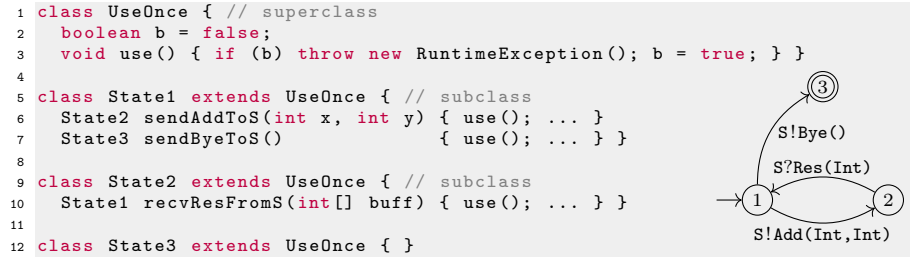 1 class UseOnce { // superclass
2   boolean b = false;
3   void use() { if (b) throw new RuntimeException(); b = true; } }
4
5 class State1 extends UseOnce { // subclass
6   State2 sendAddToS(int x, int y) { use(); ... }
7   State3 sendByeToS()             { use(); ... } }
8
9 class State2 extends UseOnce { // subclass
10   State1 recvResFromS(int[] buff) { use(); ... } }
11
12 class State3 extends UseOnce { }
3
S!Bye()
S?Res(Int)
1 2
S!Add(Int,Int)